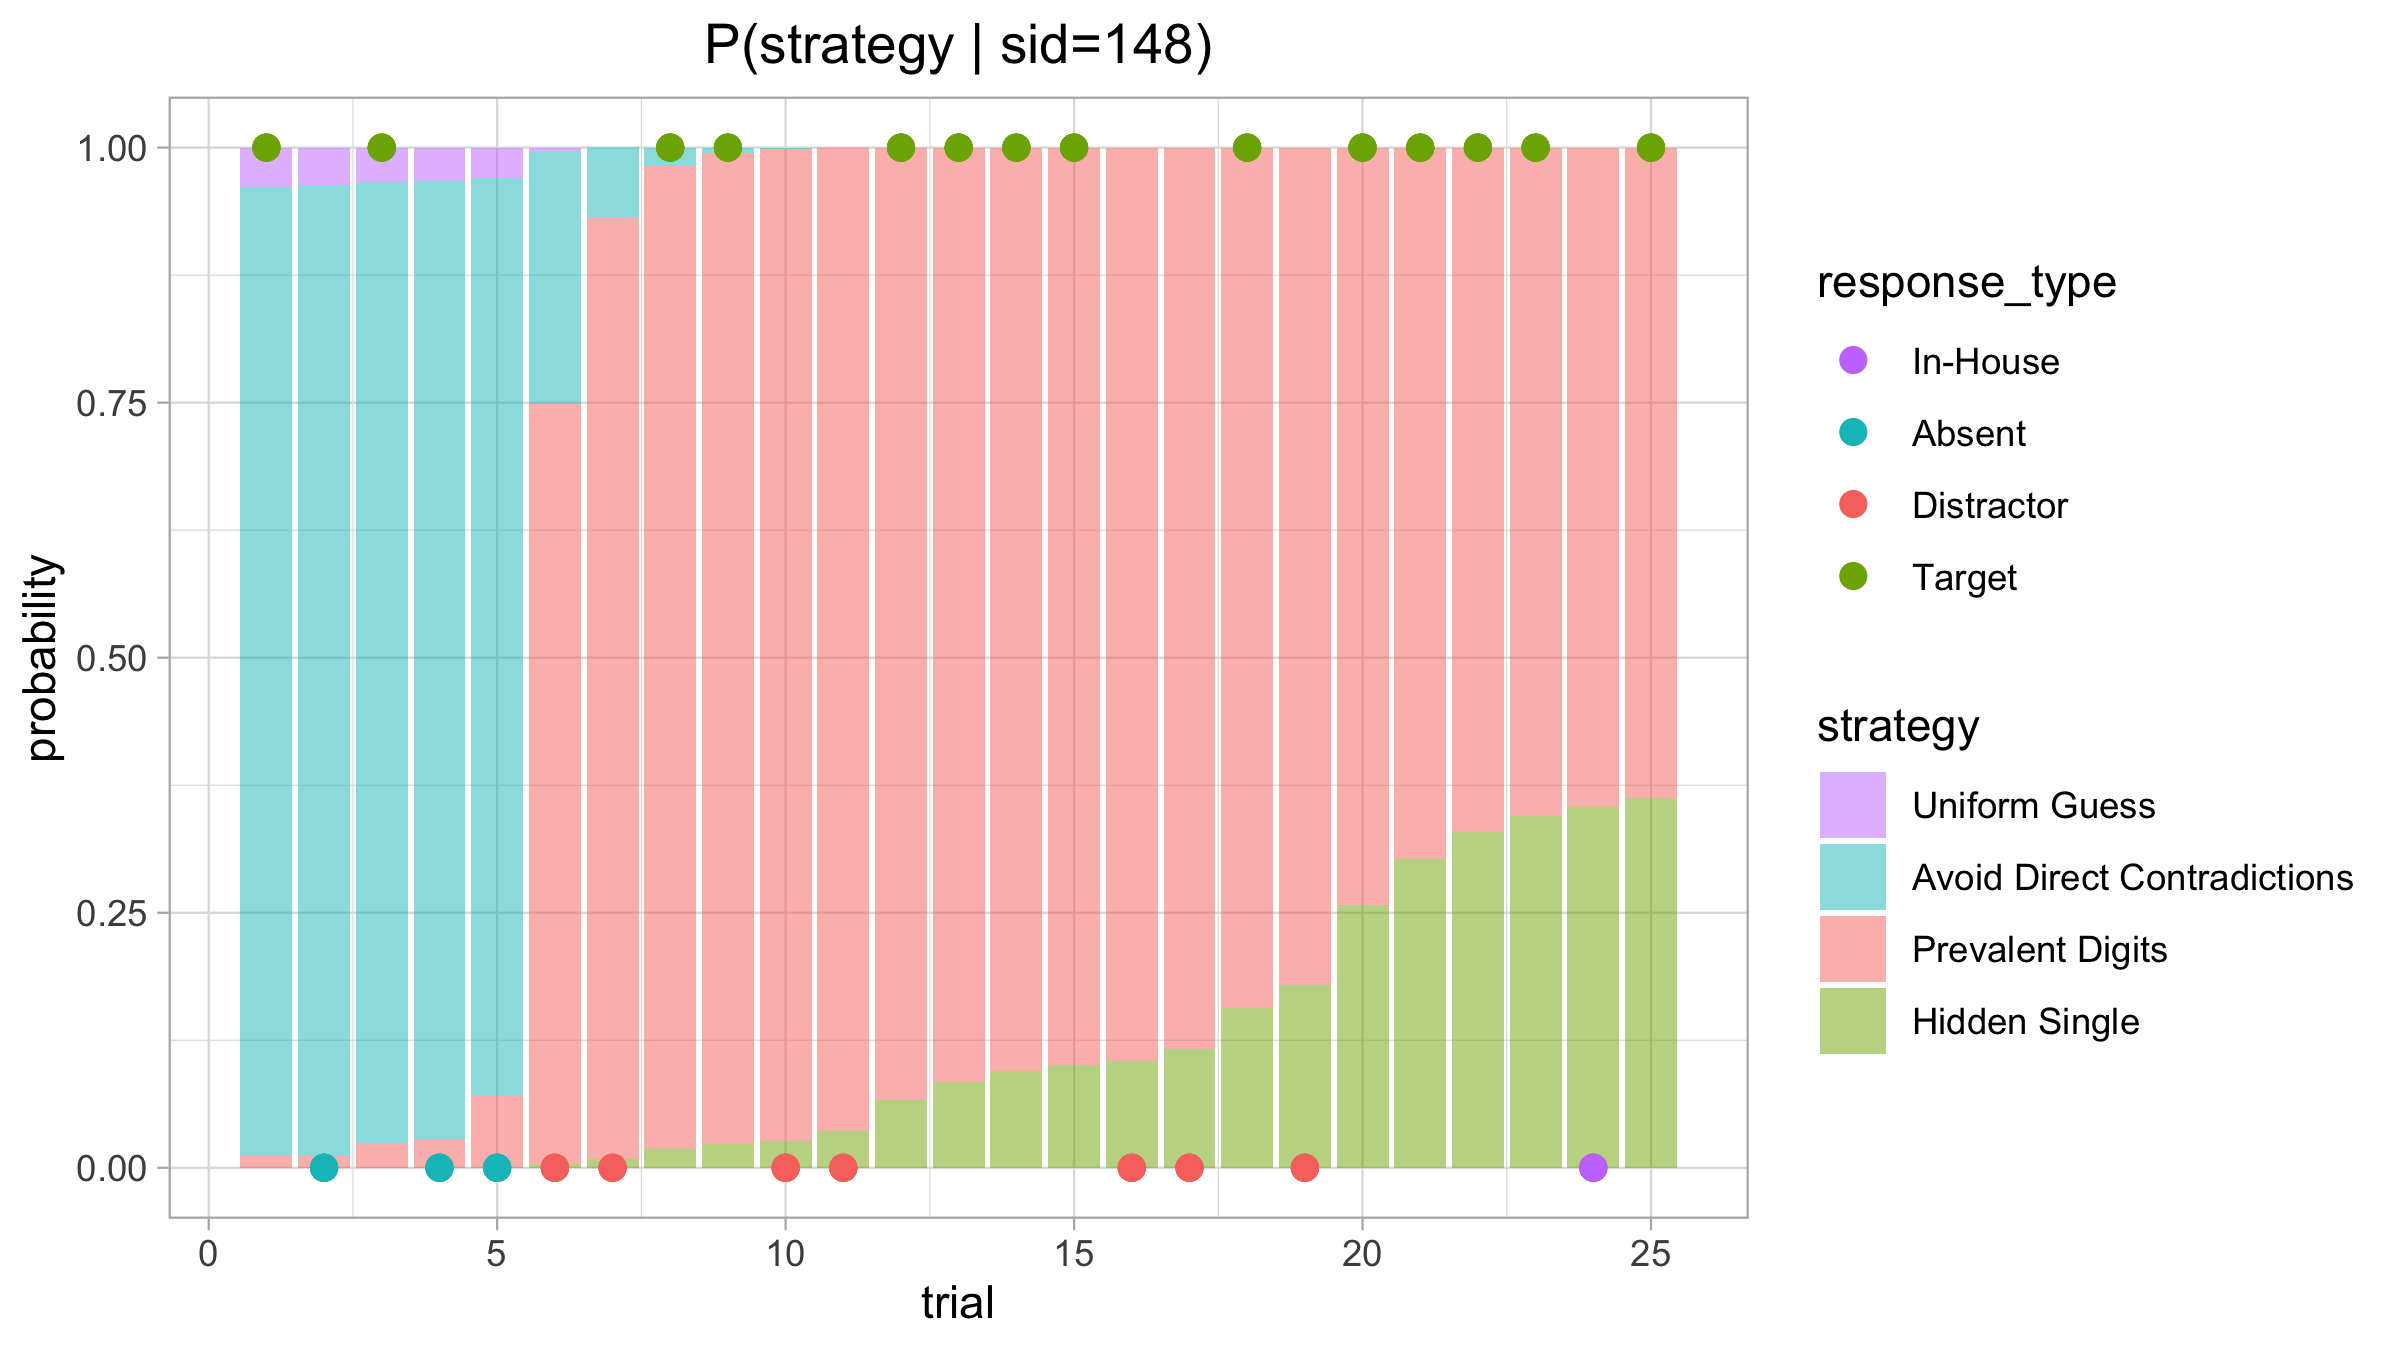 P(strategy | sid=148)
1.00
0.75
0.50
0.25
0.00
probability
0 5 10 15 20 25
trial
response_type
In-House
Absent
Distractor
Target
strategy
Uniform Guess
Avoid Direct Contradictions
Prevalent Digits
Hidden Single